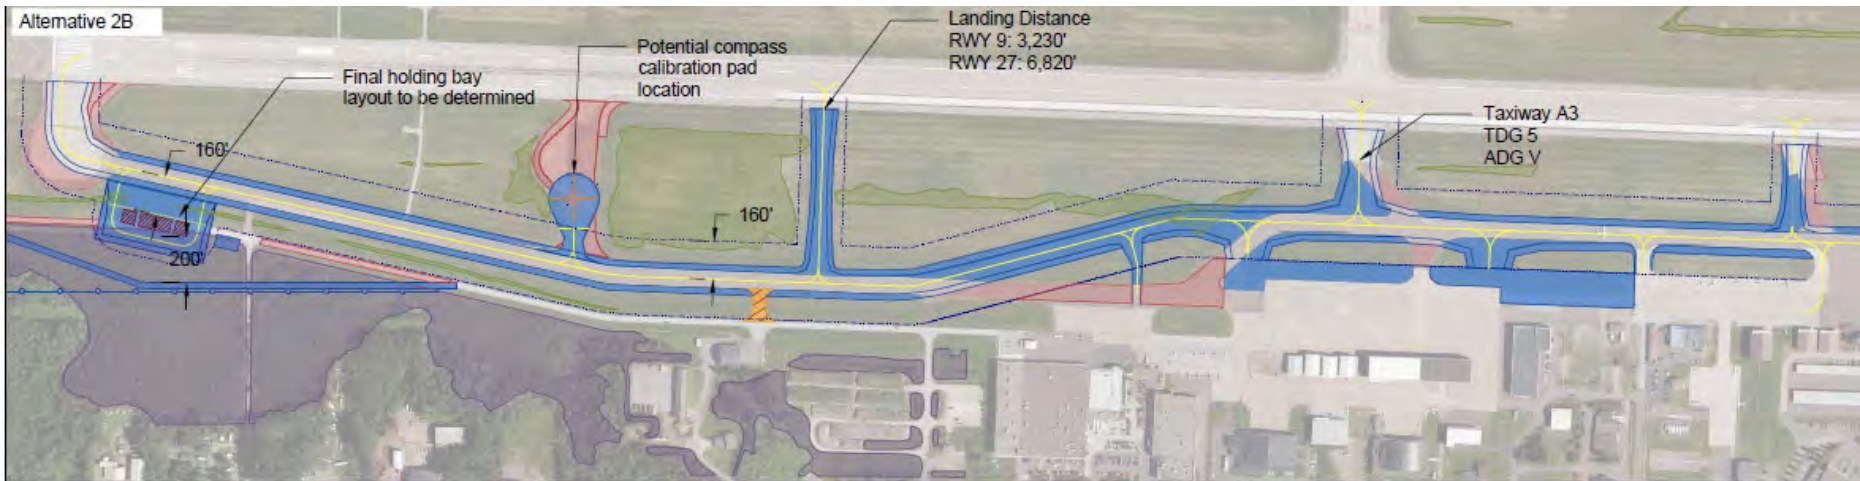 Alternative 2B
Final holding bay
layout to be determined
Potential compass
calibration pad
location
Landing Distance
RWY 9: 3,230'
RWY 27: 6,820'
Taxiway A3
TDG 5
ADG V
160'
160'
200'